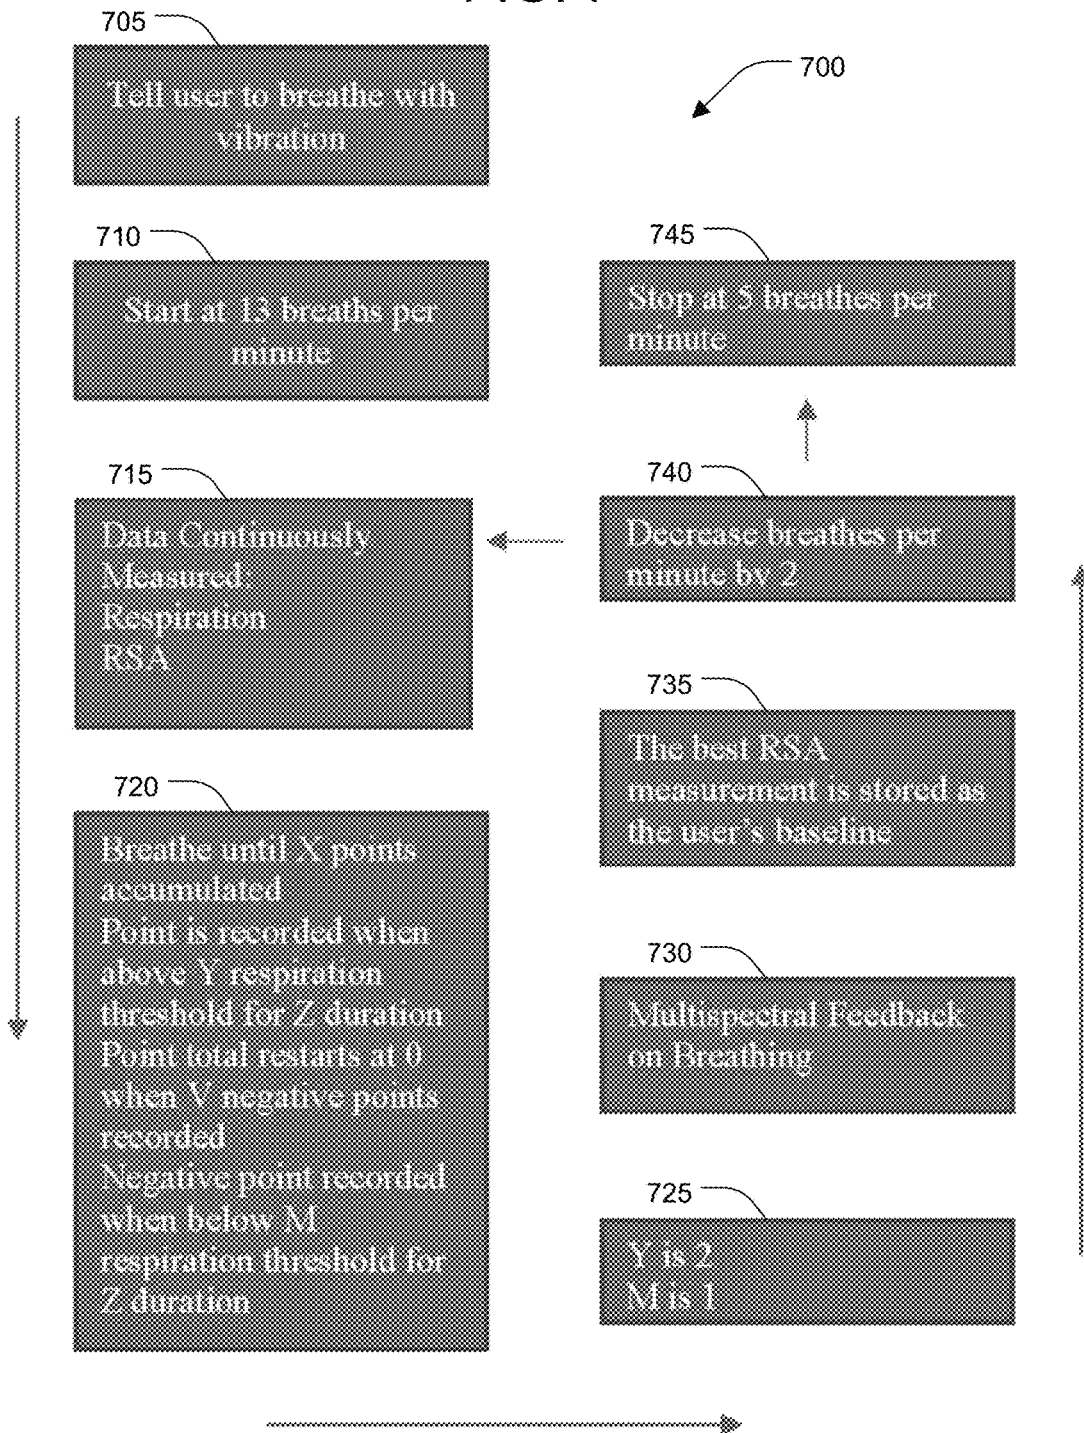 705
Tell user to breathe with
vibration
700
710
Start at 13 breaths per
minute
745
Stop at 5 breathes per
minute
715
Data Continuously
Measured:
Respiration
RSA
740
Decrease breathes per
minute by 2
735
The best RSA
measurement is stored as
the user's baseline
720
Breathe until X points
accumulated
Point is recorded when
above Y respiration
threshold for Z duration
Point total restarts at 0
when V negative points
recorded
Negative point recorded
when below M
respiration threshold for
Z duration
730
Multispectral Feedback
on Breathing
725
Y is 2
M is 1